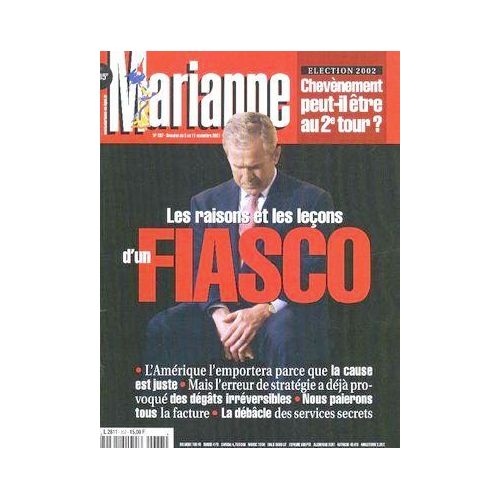 Marianne
ELECTION 2002
Chevènement
peut-il être
au 2e tour ?
Les raisons et les leçons
d'un FIASCO
• L'Amérique l'emportera parce que la cause
est juste • Mais l'erreur de stratégie a déjà pro-
voqué des dégâts irréversibles • Nous paierons
tous la facture • La débâcle des services secrets
15,00 F